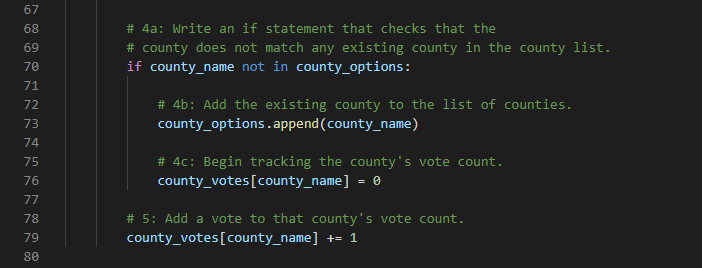 67
68 # 4a: Write an if statement that checks that the
69 # county does not match any existing county in the county list.
70 if county_name not in county_options:
71
72 # 4b: Add the existing county to the list of counties.
73 county_options.append(county_name)
74
75 # 4c: Begin tracking the county's vote count.
76 county_votes[county_name] = 0
77
78 # 5: Add a vote to that county's vote count.
79 county_votes[county_name] += 1
80